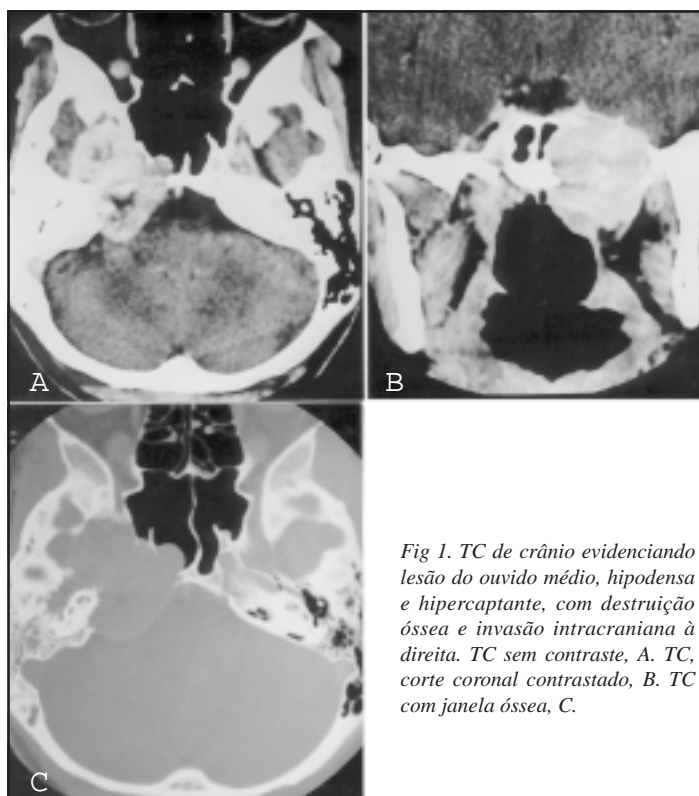 A
B
C
Fig 1. TC de crânio evidenciando
lesão do ouvido médio, hipodensa
e hipercaptante, com destruição
óssea e invasão intracraniana à
direita. TC sem contraste, A. TC,
corte coronal contrastado, B. TC
com janela óssea, C.